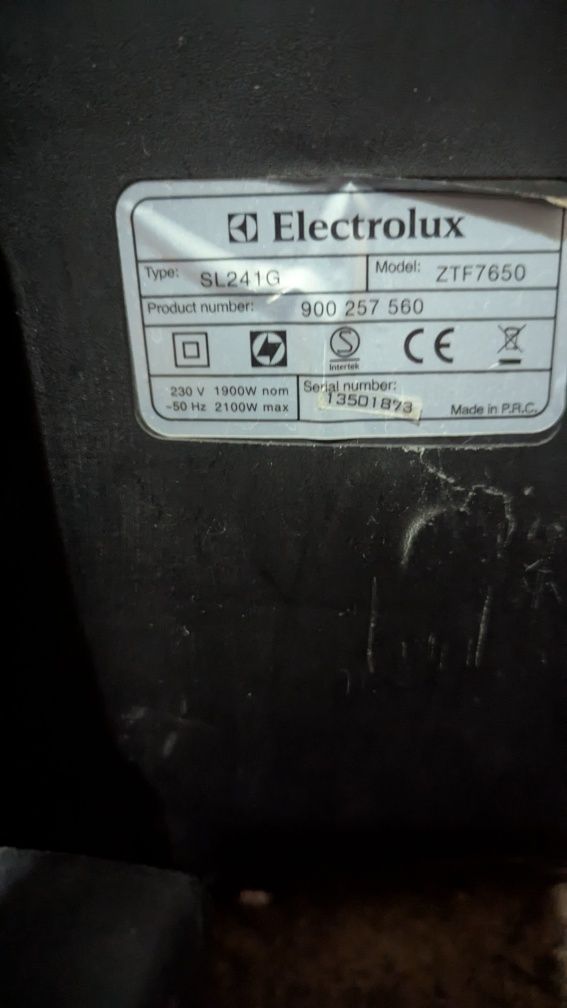 Electrolux
Type: SL241G Model: ZTF7650
Product number: 900 257 560
S
Intertek
CE
230 V 1900W nom
~50 Hz 2100W max
Serial number:
13501873
Made in P.R.C.